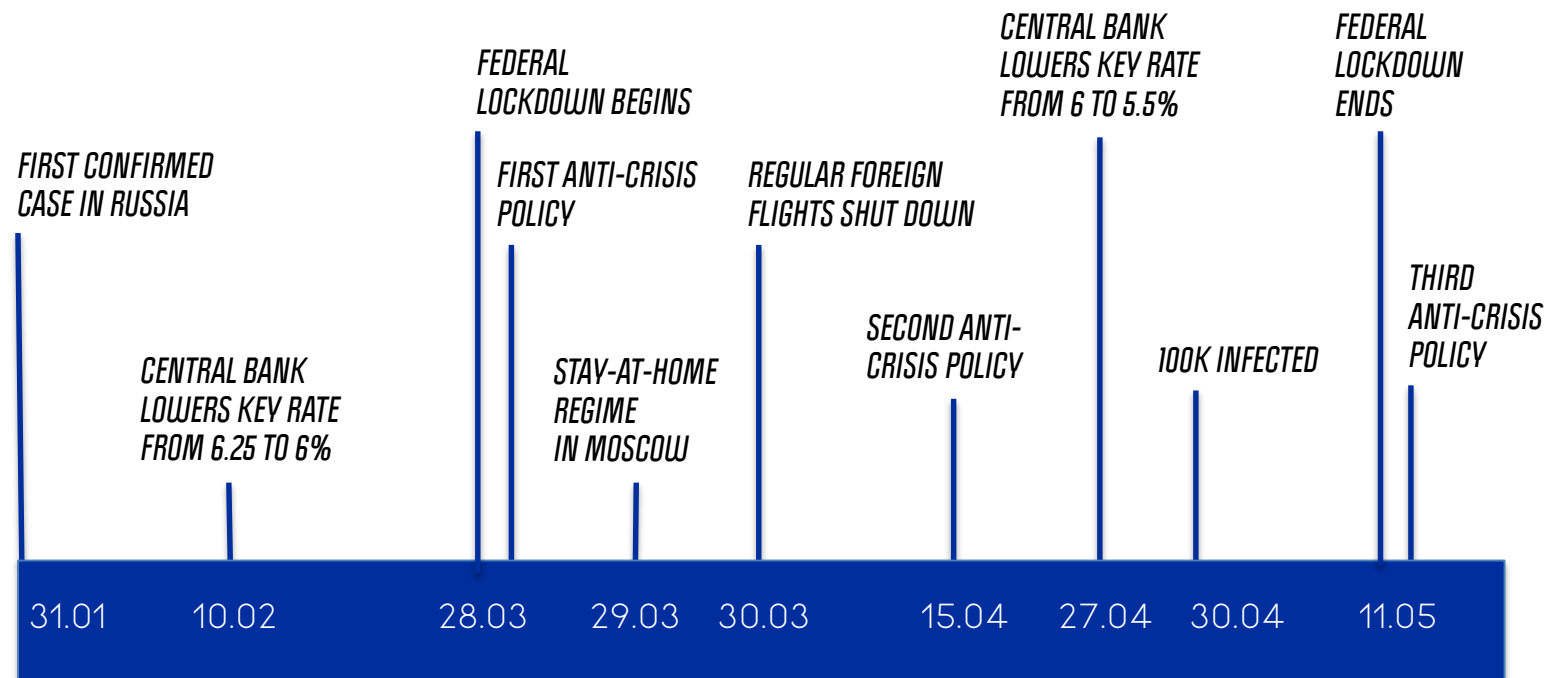 FIRST CONFIRMED
CASE IN RUSSIA
CENTRAL BANK
LOWERS KEY RATE
FROM 6.25 TO 6%
FEDERAL
LOCKDOWN BEGINS
FIRST ANTI-CRISIS
POLICY
STAY-AT-HOME
REGIME
IN MOSCOW
REGULAR FOREIGN
FLIGHTS SHUT DOWN
SECOND ANTI-
CRISIS POLICY
CENTRAL BANK
LOWERS KEY RATE
FROM 6 TO 5.5%
100K INFECTED
FEDERAL
LOCKDOWN
ENDS
THIRD
ANTI-CRISIS
POLICY
31.01 10.02 28.03 29.03 30.03 15.04 27.04 30.04 11.05